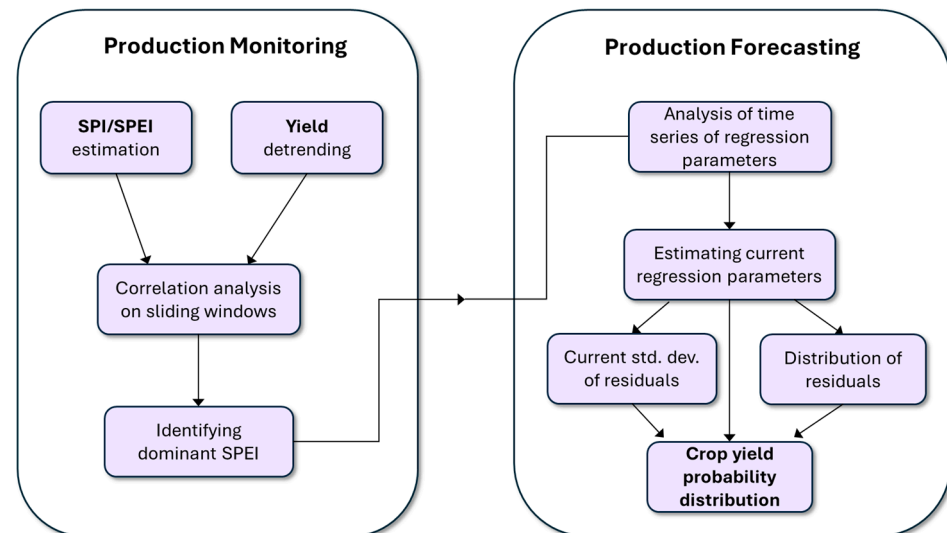 Production Monitoring
SPI/SPEI
estimation
Yield
detrending
Correlation analysis
on sliding windows
Identifying
dominant SPEI
Production Forecasting
Analysis of time
series of regression
parameters
Estimating current
regression parameters
Current std. dev.
of residuals
Distribution of
residuals
Crop yield
probability
distribution